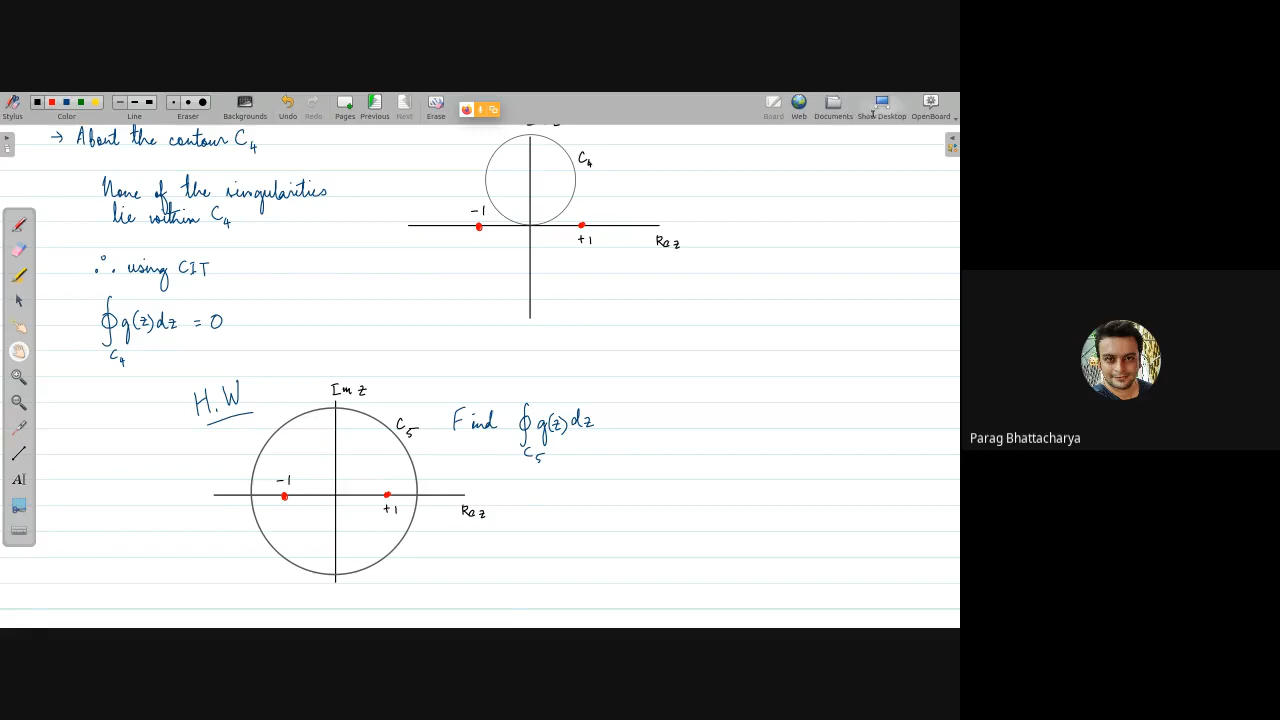 Stylus Color Line Eraser Backgrounds Undo Redo Pages Previous Next Erase Board Web Documents Show Desktop OpenBoard
→ About the contour C₄
None of the singularities
lie within C₄
∴ using CIT
∮g(z)dz = 0
C₄
C₄
-1
+1
Re z
H.W
Im z
C₅
-1
+1
Re z
Find ∮g(z)dz
C₅
AI
Parag Bhattacharya